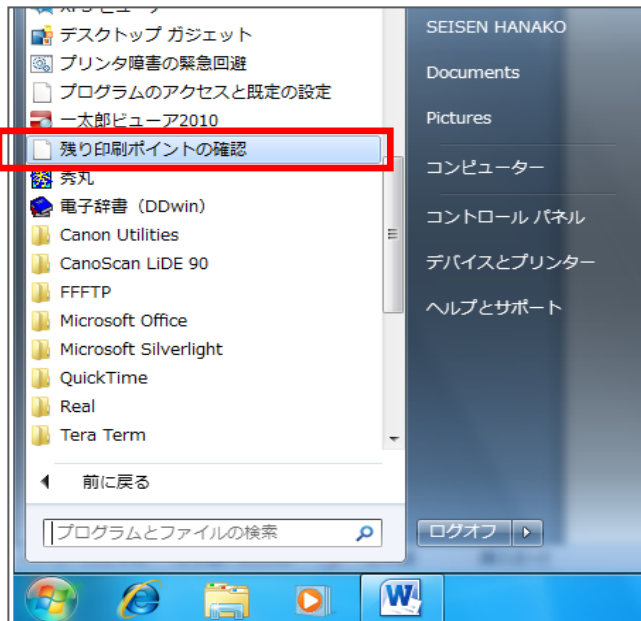 デスクトップ ガジェット
プリンタ障害の緊急回避
プログラムのアクセスと既定の設定
一太郎ビューア2010
残り印刷ポイントの確認
秀丸
電子辞書（DDwin）
Canon Utilities
CanoScan LiDE 90
FFFTP
Microsoft Office
Microsoft Silverlight
QuickTime
Real
Tera Term
前に戻る
プログラムとファイルの検索
SEISEN HANAKO
Documents
Pictures
コンピューター
コントロール パネル
デバイスとプリンター
ヘルプとサポート
ログオフ